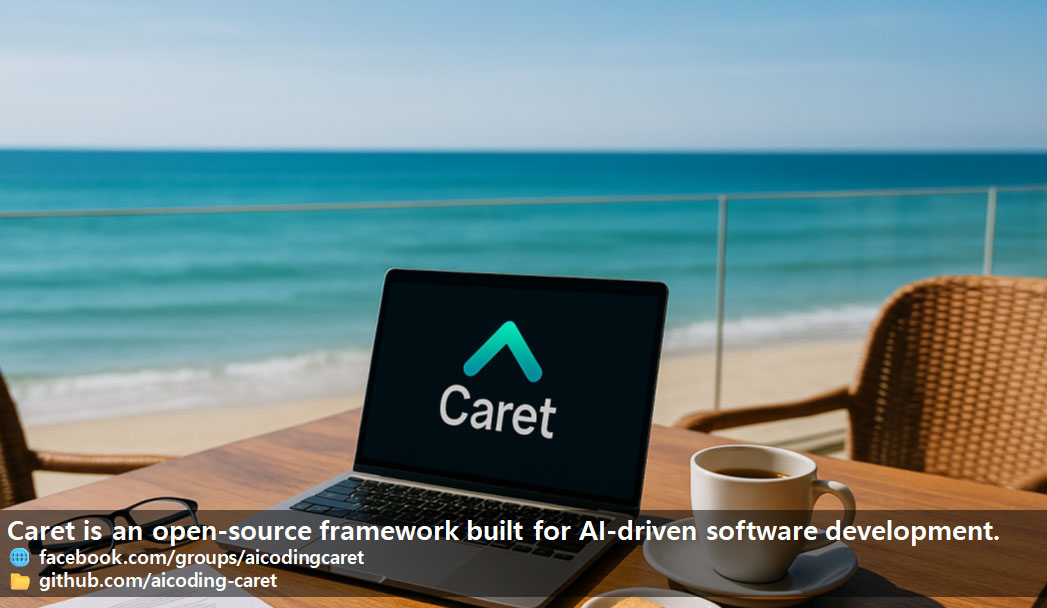 Caret
Caret is an open-source framework built for AI-driven software development.
facebook.com/groups/aicodingcaret
github.com/aicoding-caret